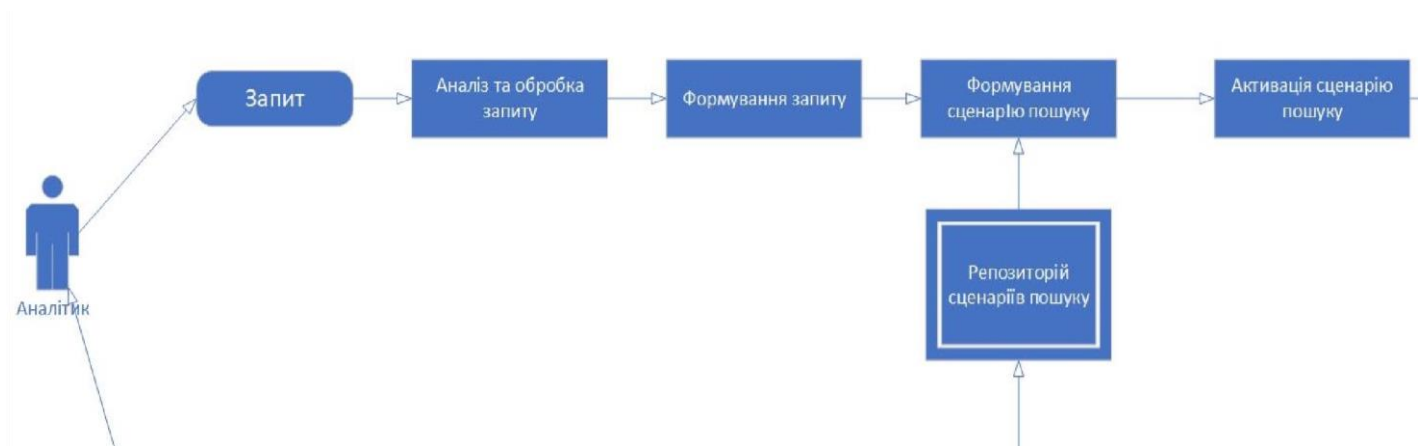 Запит
Аналіз та обробка
запиту
Формування запиту
Формування
сценарію пошуку
Активація сценарію
пошуку
Репозиторій
сценаріїв пошуку
Аналітик